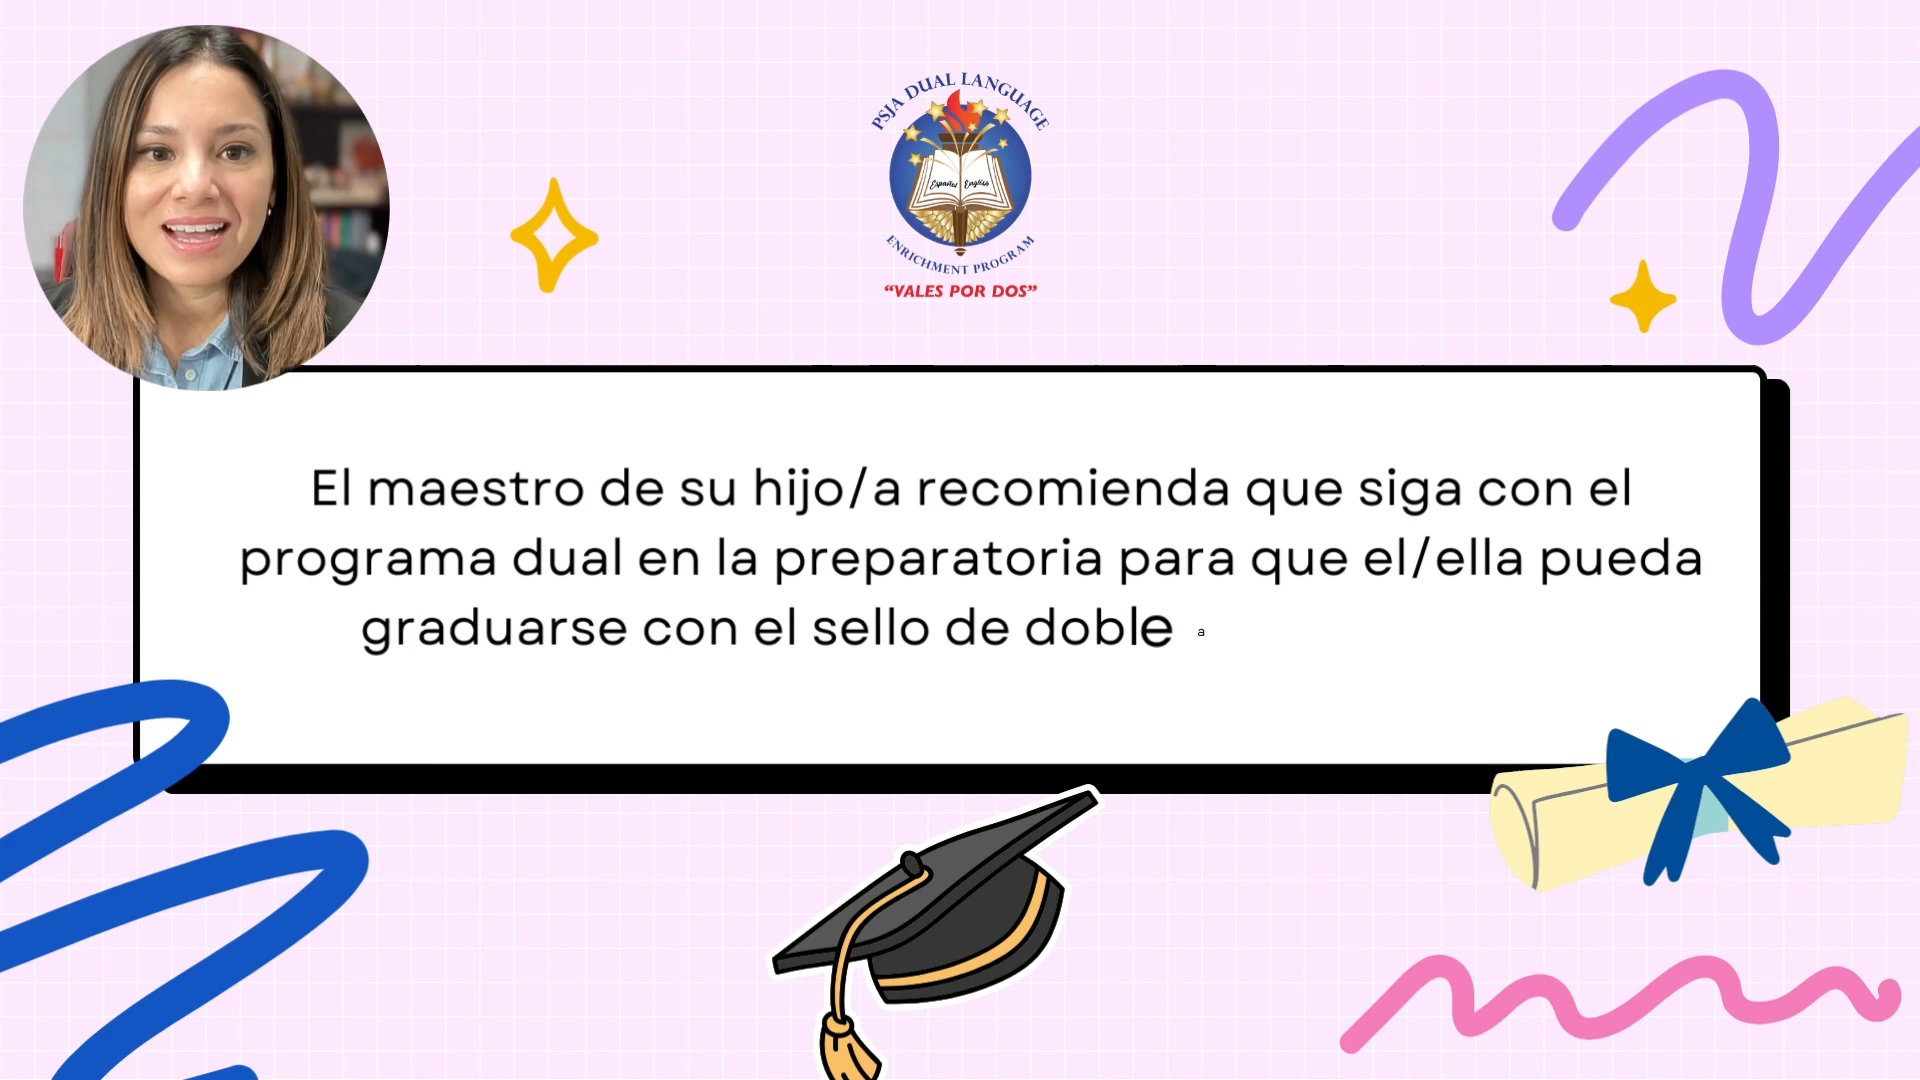 PSJA DUAL LANGUAGE
Español English
ENRICHMENT PROGRAM
“VALES POR DOS”
El maestro de su hijo/a recomienda que siga con el
programa dual en la preparatoria para que el/ella pueda
graduarse con el sello de doble a